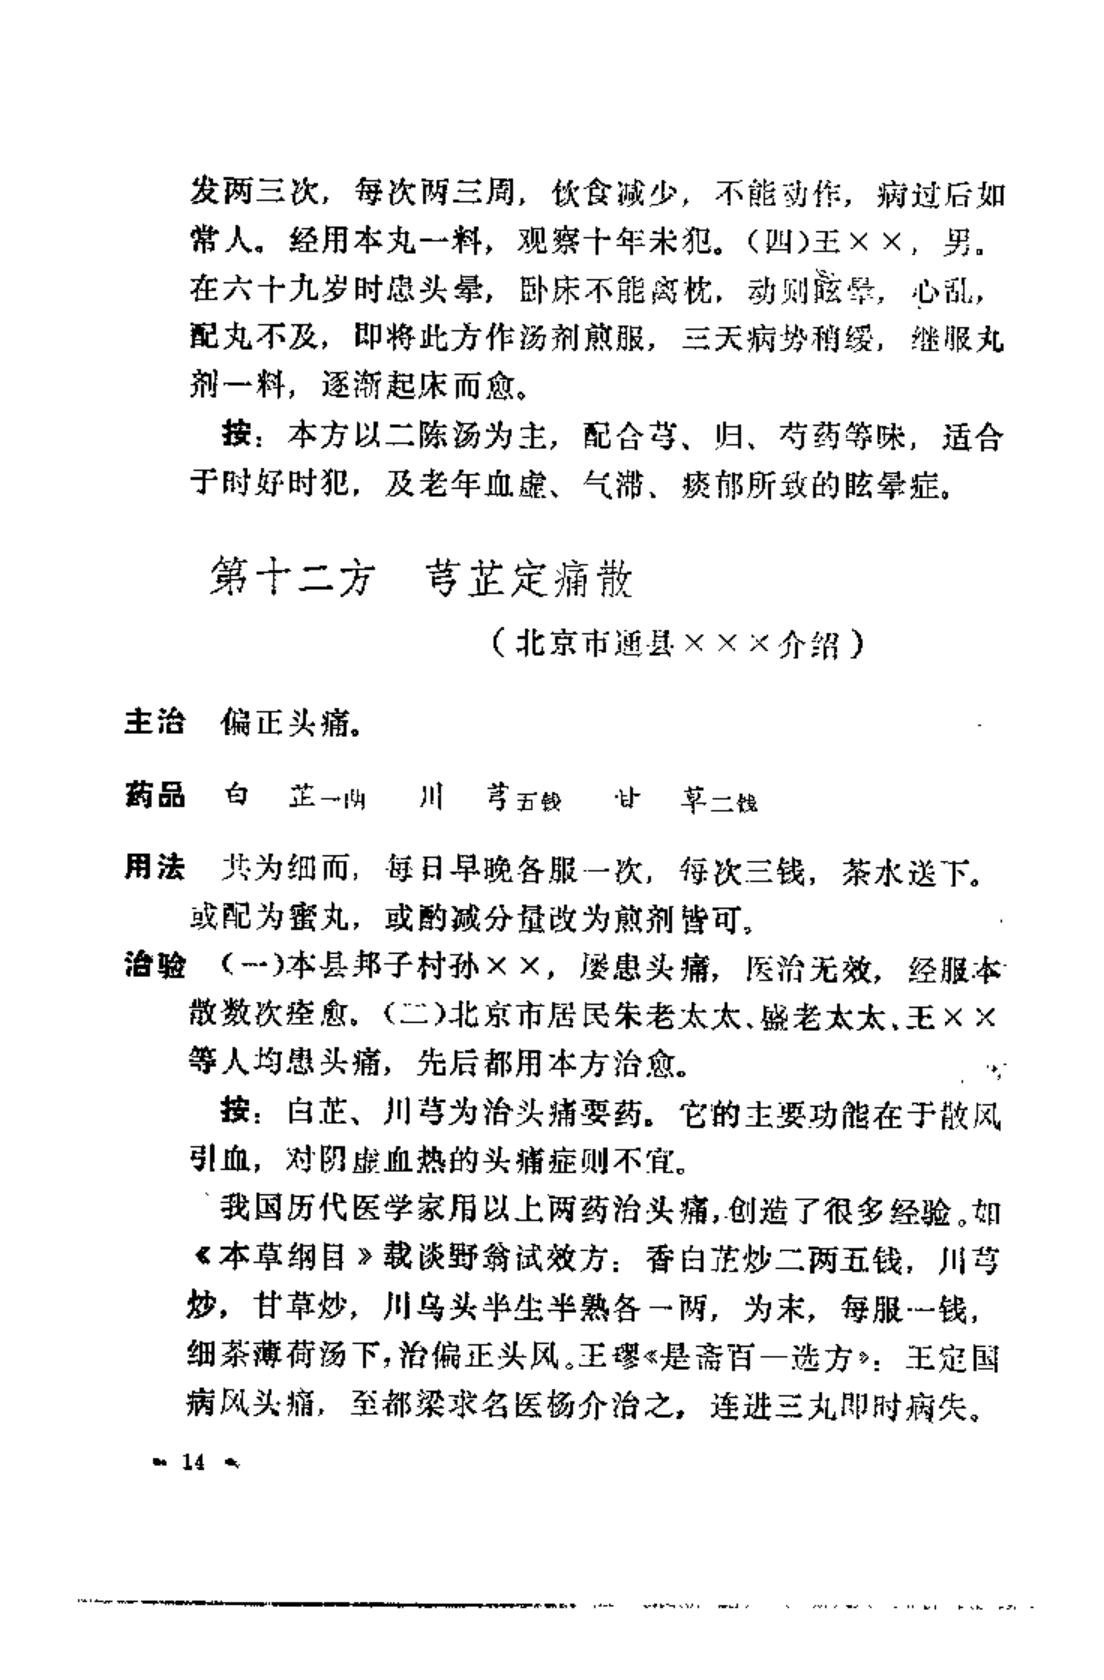 发两三次，每次两三周，饮食减少，不能动作，病过后如
常人。经用本丸一料，观察十年未犯。（四）王××，男。
在六十九岁时患头晕，卧床不能离枕，动则眩晕，心乱，
配丸不及，即将此方作汤剂煎服，三天病势稍缓，继服丸
剂一料，逐渐起床而愈。
按：本方以二陈汤为主，配合芎、归、芍药等味，适合
于时好时犯，及老年血虚、气滞、痰郁所致的眩晕症。
第十二方 芎芷定痛散
（北京市通县×××介绍）
主治 偏正头痛。
药品 白 芷一两 川 芎五钱 甘 草二钱
用法 共为细面，每日早晚各服一次，每次三钱，茶水送下。
或配为蜜丸，或酌减分量改为煎剂皆可。
治验 （一）本县邦子村孙××，屡患头痛，医治无效，经服本
散数次痊愈。（二）北京市居民朱老太太、盛老太太、王××
等人均患头痛，先后都用本方治愈。
按：白芷、川芎为治头痛要药。它的主要功能在于散风
引血，对阴虚血热的头痛症则不宜。
我国历代医学家用以上两药治头痛，创造了很多经验。如
《本草纲目》载谈野翁试效方：香白芷炒二两五钱，川芎
炒，甘草炒，川乌头半生半熟各一两，为末，每服一钱，
细茶薄荷汤下，治偏正头风。王璆《是斋百一选方》：王定国
病风头痛，至都梁求名医杨介治之，连进三丸即时病失。
14